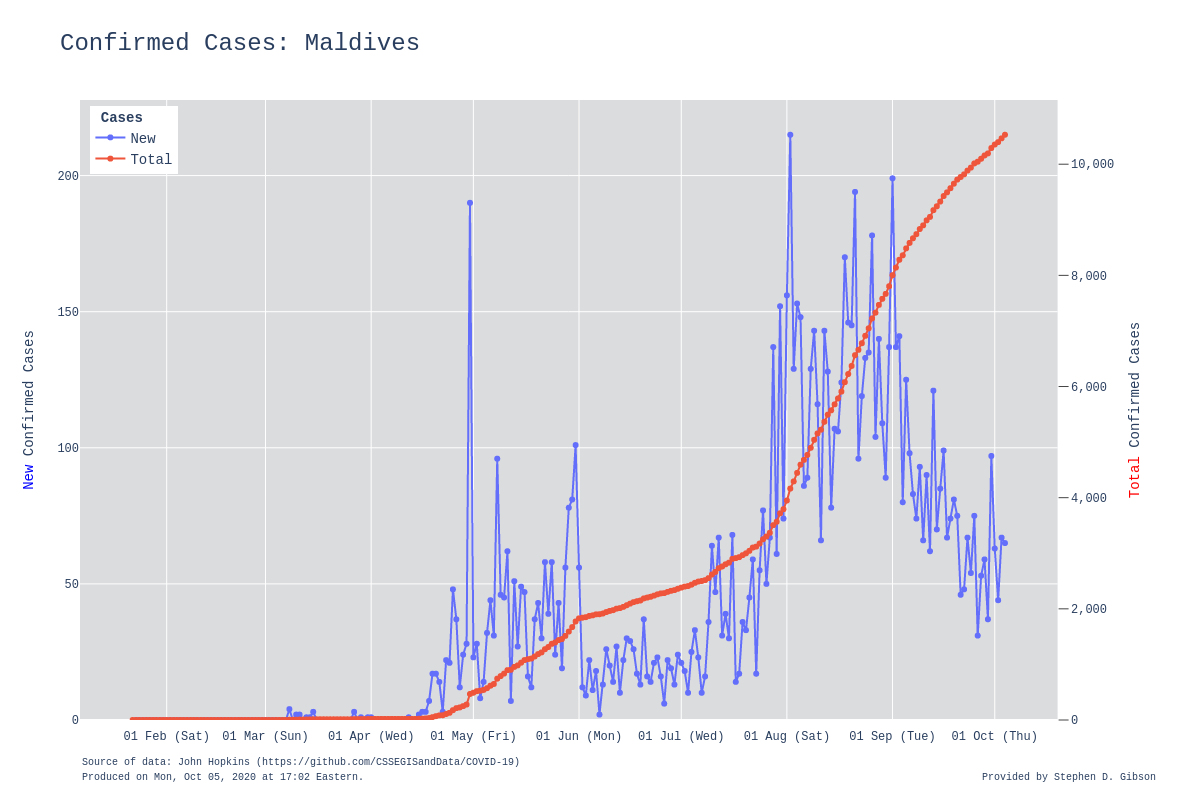 Confirmed Cases: Maldives
Cases
New
Total
200
150
100
50
0
10,000
8,000
6,000
4,000
2,000
0
New Confirmed Cases
Total Confirmed Cases
01 Feb (Sat) 01 Mar (Sun) 01 Apr (Wed) 01 May (Fri) 01 Jun (Mon) 01 Jul (Wed) 01 Aug (Sat) 01 Sep (Tue) 01 Oct (Thu)
Source of data: John Hopkins (https://github.com/CSSEGISandData/COVID-19)
Produced on Mon, Oct 05, 2020 at 17:02 Eastern.
Provided by Stephen D. Gibson